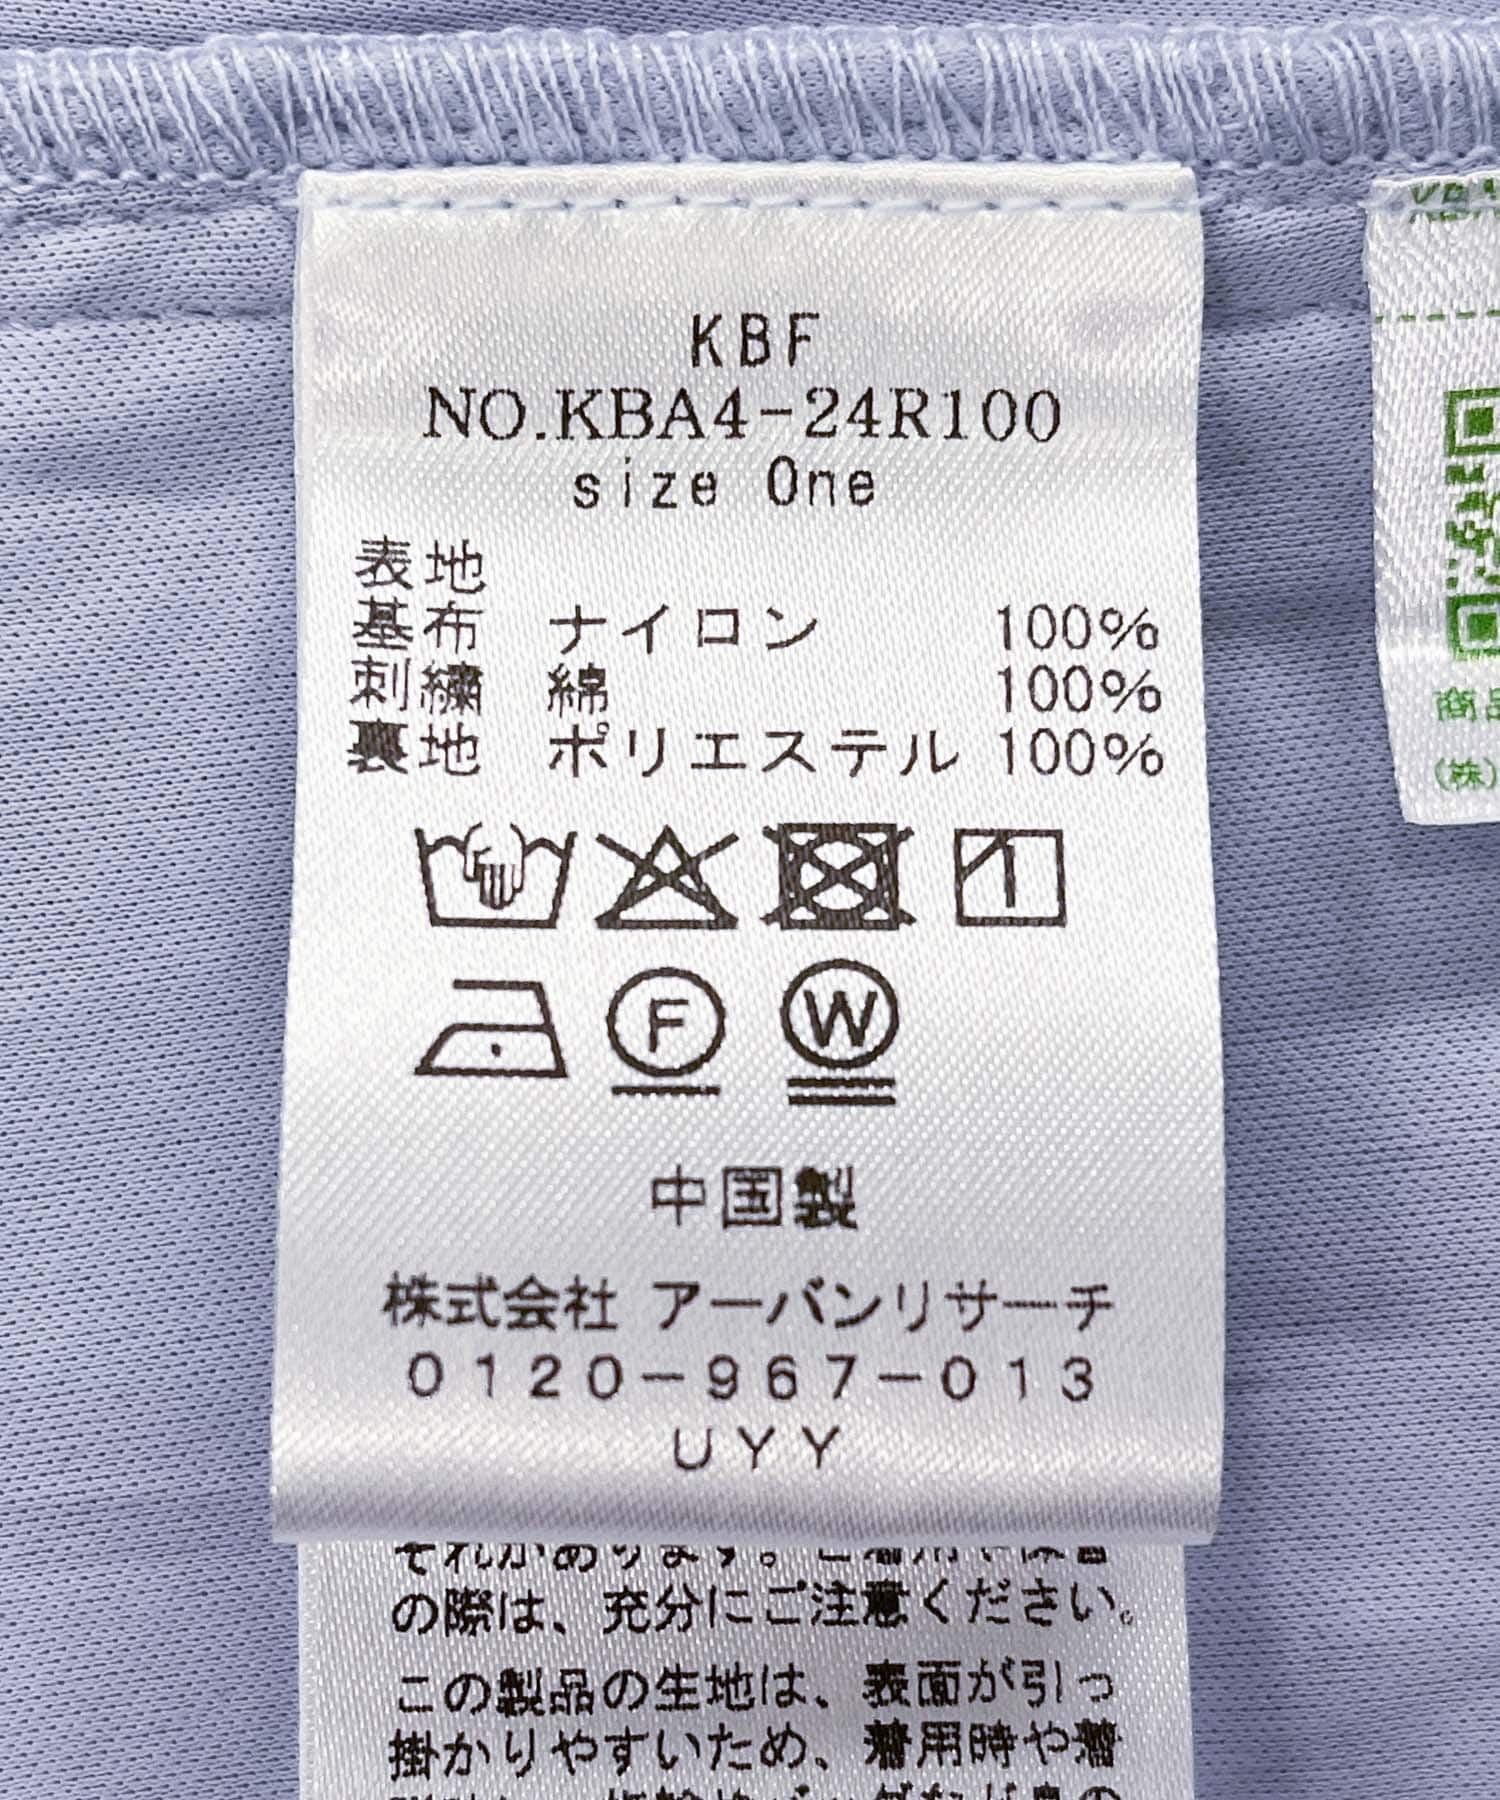 KBF
NO.KBA4-24R100
size One
表地
基布 ナイロン 100%
刺繍 綿 100%
裏地 ポリエステル 100%
F W
中国製
株式会社 アーバンリサーチ
0120-967-013
UYY
の際は、充分にご注意ください。
この製品の生地は、表面が引っ
掛かりやすいため、着用時や着
商品
(株)